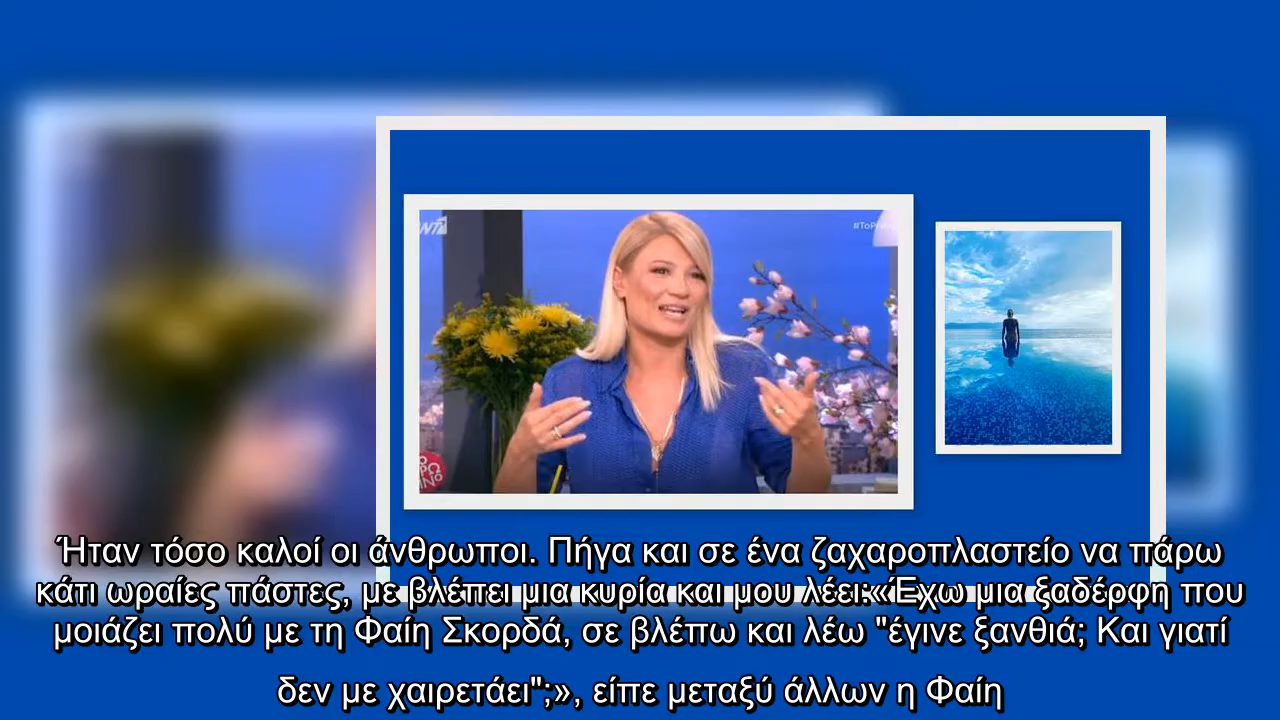 ΑΝΤ1
#ToPr
Ήταν τόσο καλοί οι άνθρωποι. Πήγα και σε ένα ζαχαροπλαστείο να πάρω
κάτι ωραίες πάστες, με βλέπει μια κυρία και μου λέει:«Έχω μια ξαδέρφη που
μοιάζει πολύ με τη Φαίη Σκορδά, σε βλέπω και λέω "έγινε ξανθιά; Και γιατί
δεν με χαιρετάει";», είπε μεταξύ άλλων η Φαίη